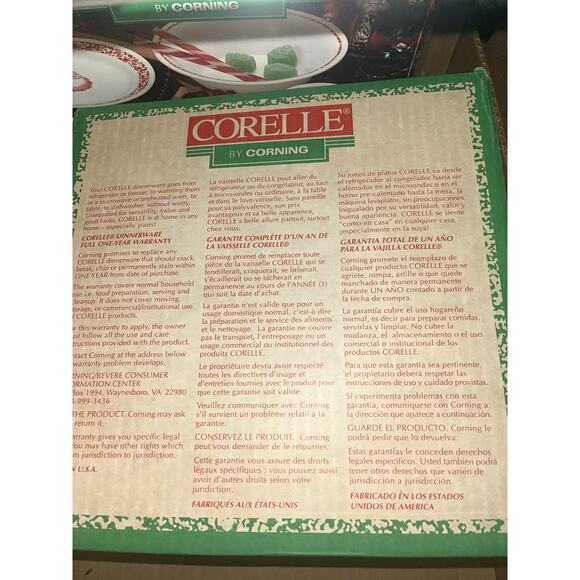 BY CORNING
CORELLE®
BY CORNING
Your CORELLE dinnerware goes from
refrigerator or freezer, to warming them
in a microwave or preheated oven, to
table, to dishwasher, without worry.
Unequaled for versatility, value and
good looks, CORELLE is at home in any
home – especially yours!
CORELLE® DINNERWARE
FULL ONE-YEAR WARRANTY
Corning promises to replace any
CORELLE dinnerware that should crack,
break, chip or permanently stain within
ONE YEAR from date of purchase.
The warranty covers normal household
use i.e. food preparation, serving and
cleanup. It does not cover moving,
storage, or commercial/institutional use
of CORELLE products.
For this warranty to apply, the owner
must follow all the use and care
instructions provided with the product.
Contact Corning at the address below
if a warranty problem develops.
CORNING/REVERE CONSUMER
INFORMATION CENTER
Box 1994, Waynesboro, VA 22980
-999-3436
THE PRODUCT. Corning may ask
return it.
warranty gives you specific legal
You may have other rights which
from jurisdiction to jurisdiction.
IN U.S.A.
La vaisselle CORELLE peut aller du
réfrigérateur ou du congélateur, au four
à micro-ondes ou ordinaire, à la table
et dans le lave-vaisselle. Sans pareille
pour sa polyvalence, son prix
avantageux et sa belle apparence,
CORELLE a belle allure partout, surtout
chez vous.
GARANTIE COMPLÈTE D'UN AN DE
LA VAISSELLE CORELLE®
Corning promet de remplacer toute
pièce de la vaisselle CORELLE qui se
fendillerait, craquerait, se briserait,
s'écaillerait ou se tâcherait en
permanence au cours de l'ANNÉE (1)
qui suit la date d'achat.
La garantie n'est valide que pour un
usage domestique normal, c'est-à-dire
la préparation et le service des aliments
et le nettoyage. La garantie ne couvre
pas le transport, l'entreposage ou un
usage commercial ou institutionnel des
produits CORELLE.
Le propriétaire devra avoir respecté
toutes les directives d'usage et
d'entretien fournies avec le produit pour
que cette garantie soit valide.
Veuillez communiquer avec Corning
s'il survient un problème relatif à la
garantie.
CONSERVEZ LE PRODUIT. Corning
peut vous demander de le retourner.
Cette garantie vous assure des droits
légaux spécifiques ; vous pouvez aussi
avoir d'autres droits selon votre
juridiction.
FABRIQUÉS AUX ÉTATS-UNIS
Su juego de platos CORELLE va desde
el refrigerador al congelador hasta ser
calentados en el microondas o en el
horno pre-calentado hasta la mesa, la
máquina lavaplatos, sin preocupaciones.
Inigualado por su versatilidad, valor y
buena apariencia, CORELLE, se siente
"como en casa" en cualquier casa,
especialmente en la suya!
GARANTIA TOTAL DE UN AÑO
PARA LA VAJILLA CORELLE®
Corning promete el reemplazo de
cualquier producto CORELLE que se
agriete, rompa, astille o que quede
manchado de manera permanente
durante UN AÑO contado a partir de
la fecha de compra.
La garantía cubre el uso hogareño
normal, es decir para preparar comidas,
servirlas y limpiar. No cubre la
mudanza, el almacenamiento o el uso
comercial o institucional de los
productos CORELLE.
Para que esta garantía sea pertinente,
el propietario deberá respetar las
instrucciones de uso y cuidado provistas.
Si experimenta problemas con esta
garantía, comuníquese con Corning a
la dirección que aparece a continuación.
GUARDE EL PRODUCTO. Corning le
podrá pedir que lo devuelva.
Estas garantías le conceden derechos
legales específicos. Usted también podrá
tener otros derechos que varíen de
jurisdicción a jurisdicción.
FABRICADO EN LOS ESTADOS
UNIDOS DE AMERICA